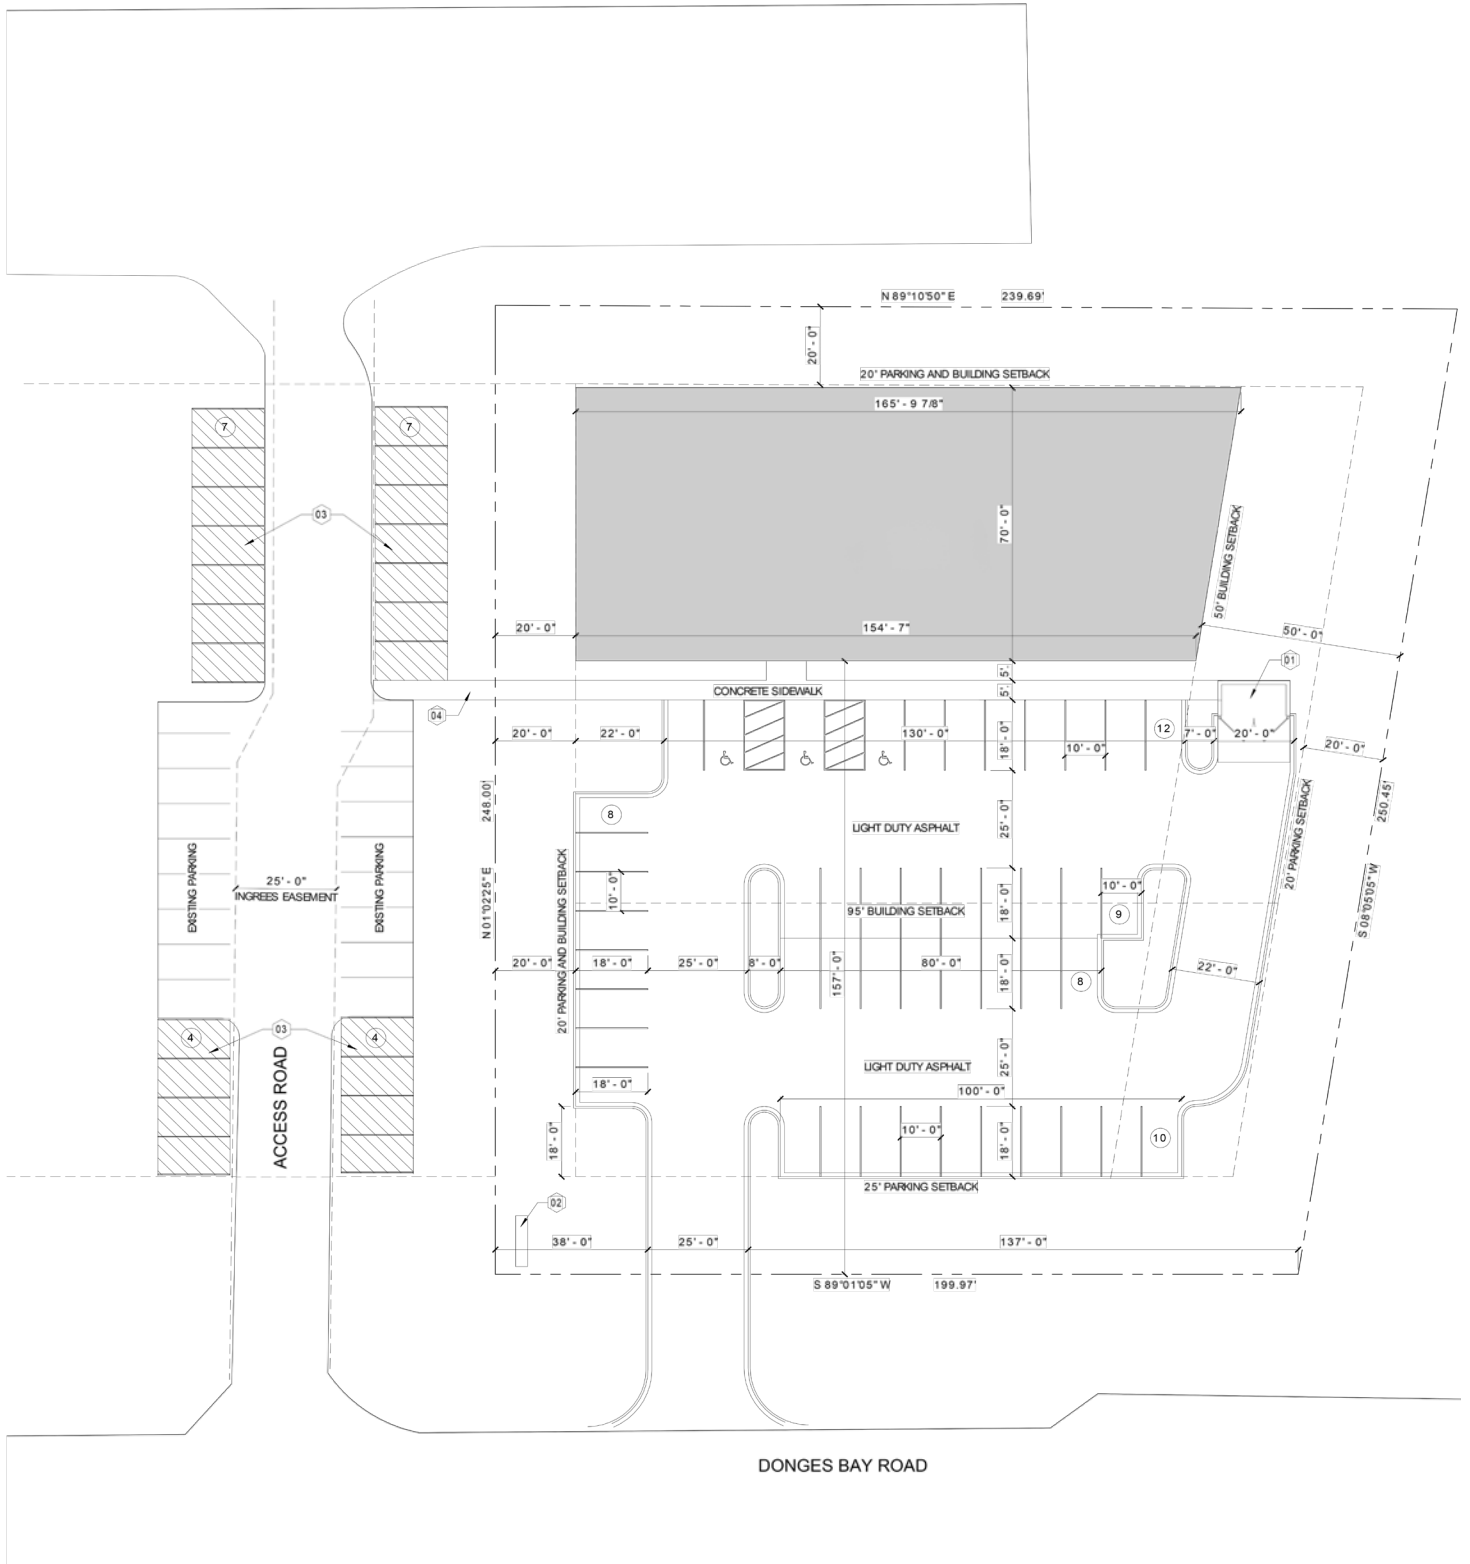 N 89°10'50" E 239.69'
20' - 0"
20' PARKING AND BUILDING SETBACK
165' - 9 7/8"
7
7
03
70' - 0"
50' BUILDING SETBACK
20' - 0"
154' - 7"
50' - 0"
01
5'
5'
CONCRETE SIDEWALK
04
20' - 0"
22' - 0"
130' - 0"
18' - 0"
10' - 0"
12
7' - 0"
20' - 0"
20' - 0"
248.00'
N 01°02'25" E
250.45'
S 08°05'05" W
8
LIGHT DUTY ASPHALT
25' - 0"
20' PARKING SETBACK
EXISTING PARKING
EXISTING PARKING
25' - 0"
INGREES EASEMENT
20' PARKING AND BUILDING SETBACK
10' - 0"
95' BUILDING SETBACK
18' - 0"
10' - 0"
9
20' - 0"
18' - 0"
25' - 0"
8' - 0"
157' - 0"
80' - 0"
18' - 0"
8
22' - 0"
4
03
4
ACCESS ROAD
LIGHT DUTY ASPHALT
25' - 0"
18' - 0"
100' - 0"
18' - 0"
10' - 0"
18' - 0"
10
25' PARKING SETBACK
02
38' - 0"
25' - 0"
137' - 0"
S 89°01'05" W 199.97'
DONGES BAY ROAD